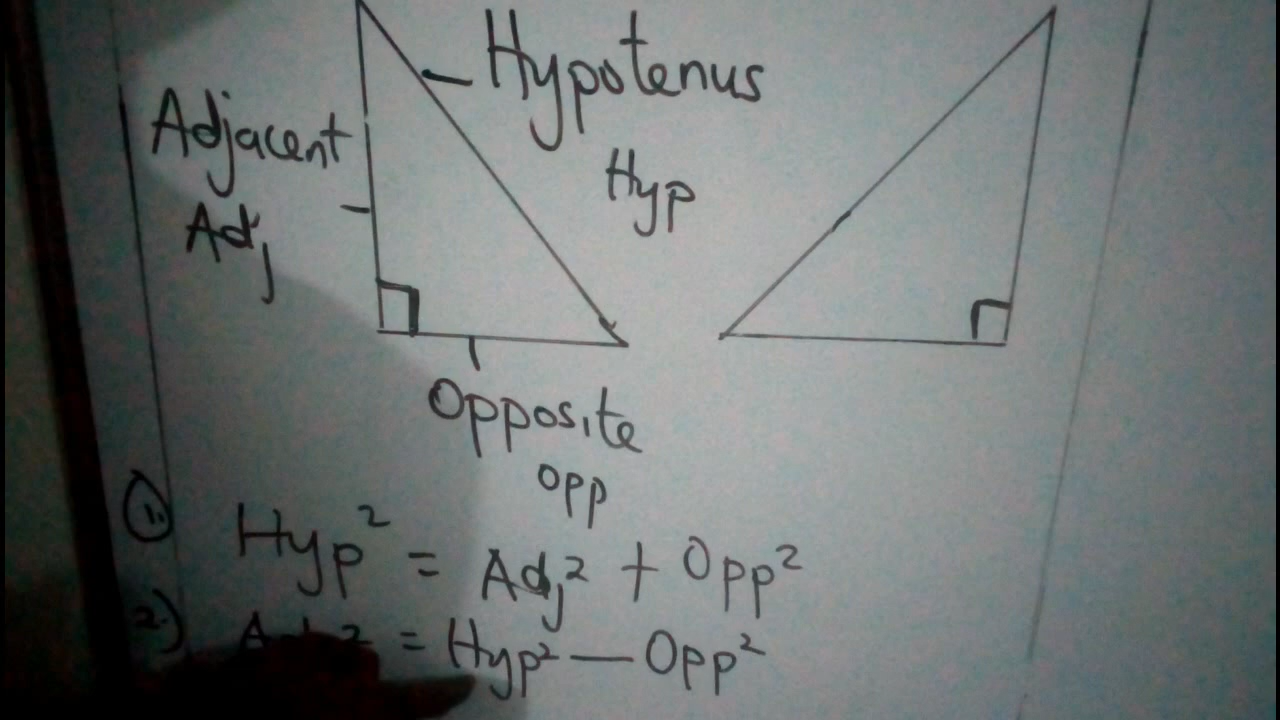 Hypotenus
Adjacent
Hyp
Adj
Opposite
Opp
1. Hyp² = Adj² + Opp²
2.) = Hyp² — Opp²